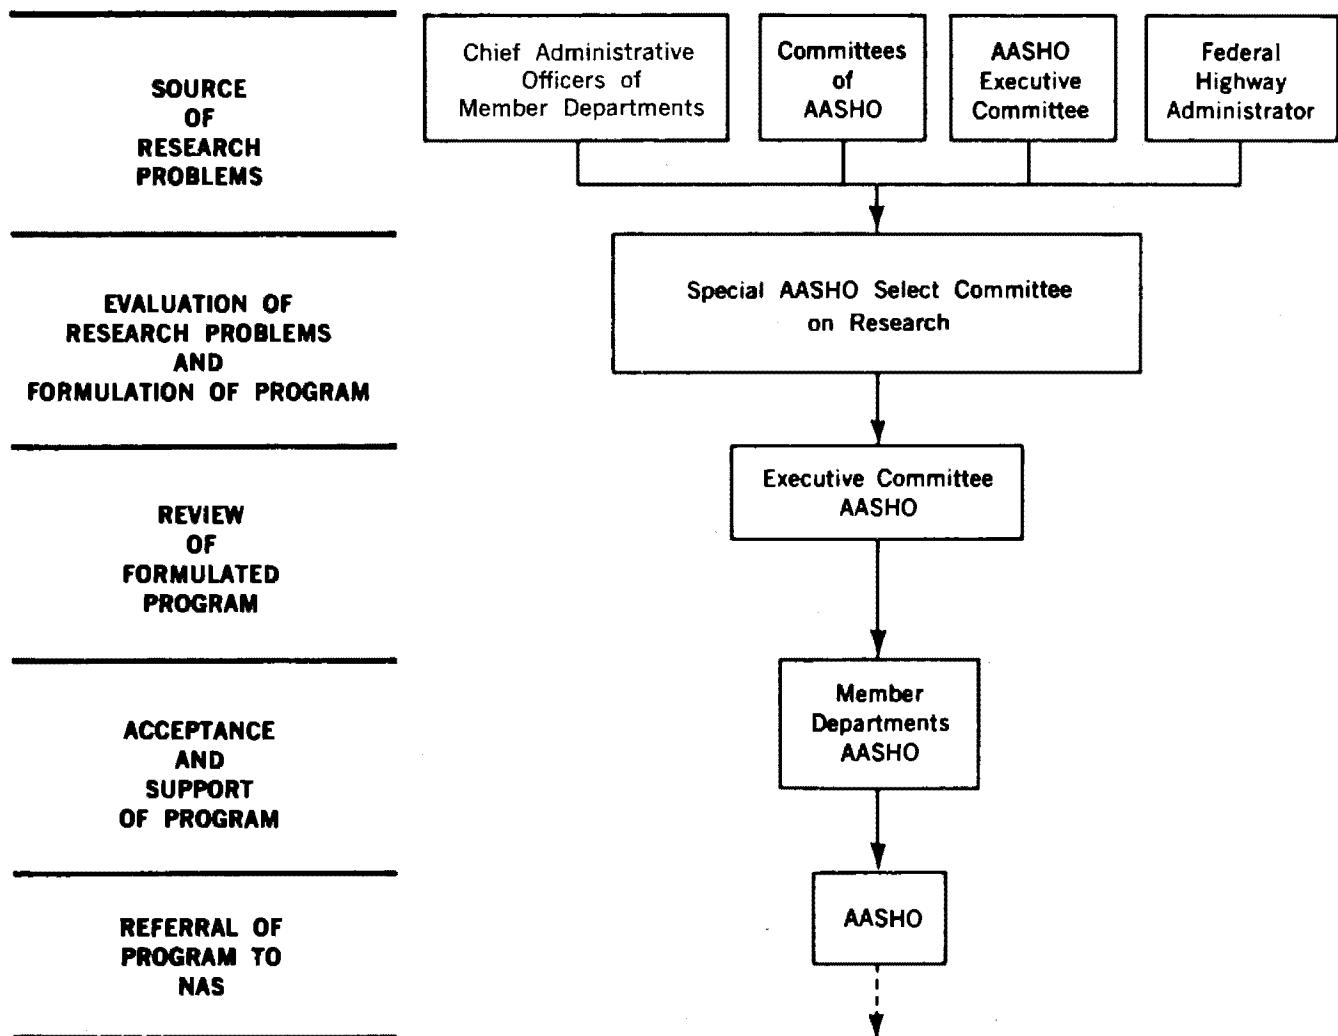 SOURCE
OF
RESEARCH
PROBLEMS
Chief Administrative
Officers of
Member Departments
Committees
of
AASHO
AASHO
Executive
Committee
Federal
Highway
Administrator
EVALUATION OF
RESEARCH PROBLEMS
AND
FORMULATION OF PROGRAM
Special AASHO Select Committee
on Research
REVIEW
OF
FORMULATED
PROGRAM
Executive Committee
AASHO
ACCEPTANCE
AND
SUPPORT
OF PROGRAM
Member
Departments
AASHO
REFERRAL OF
PROGRAM TO
NAS
AASHO